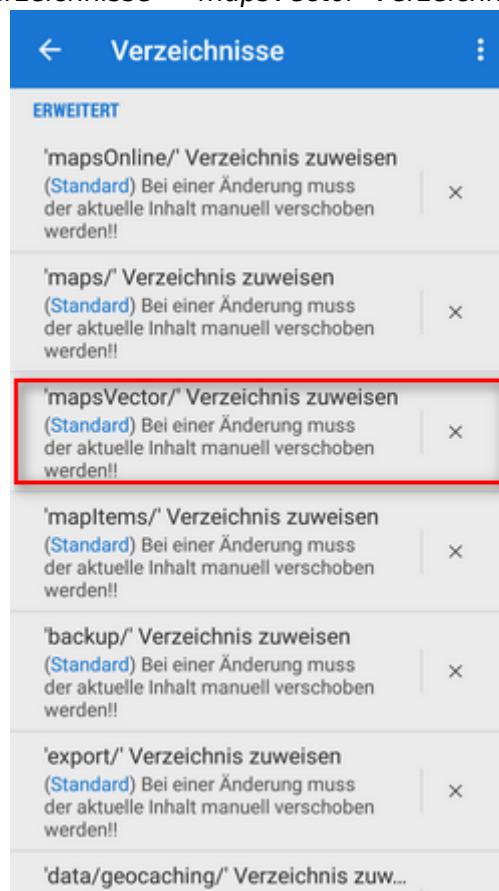 ← Verzeichnisse
ERWEITERT
'mapsOnline/' Verzeichnis zuweisen
(Standard) Bei einer Änderung muss
der aktuelle Inhalt manuell verschoben
werden!!
'maps/' Verzeichnis zuweisen
(Standard) Bei einer Änderung muss
der aktuelle Inhalt manuell verschoben
werden!!
'mapsVector/' Verzeichnis zuweisen
(Standard) Bei einer Änderung muss
der aktuelle Inhalt manuell verschoben
werden!!
'mapItems/' Verzeichnis zuweisen
(Standard) Bei einer Änderung muss
der aktuelle Inhalt manuell verschoben
werden!!
'backup/' Verzeichnis zuweisen
(Standard) Bei einer Änderung muss
der aktuelle Inhalt manuell verschoben
werden!!
'export/' Verzeichnis zuweisen
(Standard) Bei einer Änderung muss
der aktuelle Inhalt manuell verschoben
werden!!
'data/geocaching/' Verzeichnis zuw...